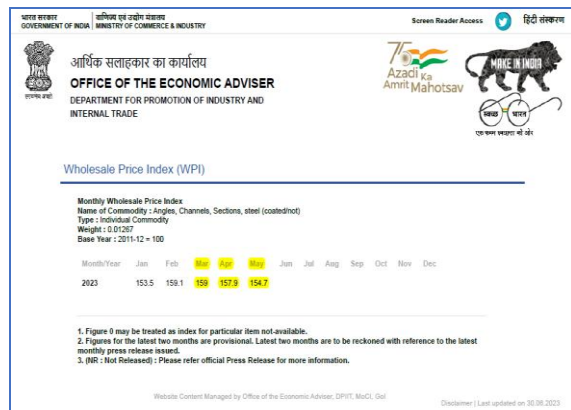 भारत सरकार वाणिज्य एवं उद्योग मंत्रालय
GOVERNMENT OF INDIA MINISTRY OF COMMERCE & INDUSTRY
Screen Reader Access हिंदी संस्करण
आर्थिक सलाहकार का कार्यालय
OFFICE OF THE ECONOMIC ADVISER
DEPARTMENT FOR PROMOTION OF INDUSTRY AND
INTERNAL TRADE
सत्यमेव जयते
75
Azadi Ka
Amrit Mahotsav
MAKE IN INDIA
स्वच्छ भारत
एक कदम स्वच्छता की ओर
Wholesale Price Index (WPI)
Monthly Wholesale Price Index
Name of Commodity : Angles, Channels, Sections, steel (coated/not)
Type : Individual Commodity
Weight : 0.01267
Base Year : 2011-12 = 100
Month/Year Jan Feb Mar Apr May Jun Jul Aug Sep Oct Nov Dec
2023 153.5 159.1 159 157.9 154.7
1. Figure 0 may be treated as index for particular item not-available.
2. Figures for the latest two months are provisional. Latest two months are to be reckoned with reference to the latest
monthly press release issued.
3. (NR : Not Released) : Please refer official Press Release for more information.
Website Content Managed by Office of the Economic Adviser, DPIIT, MoCI, GoI
Disclaimer | Last updated on 30.06.2023